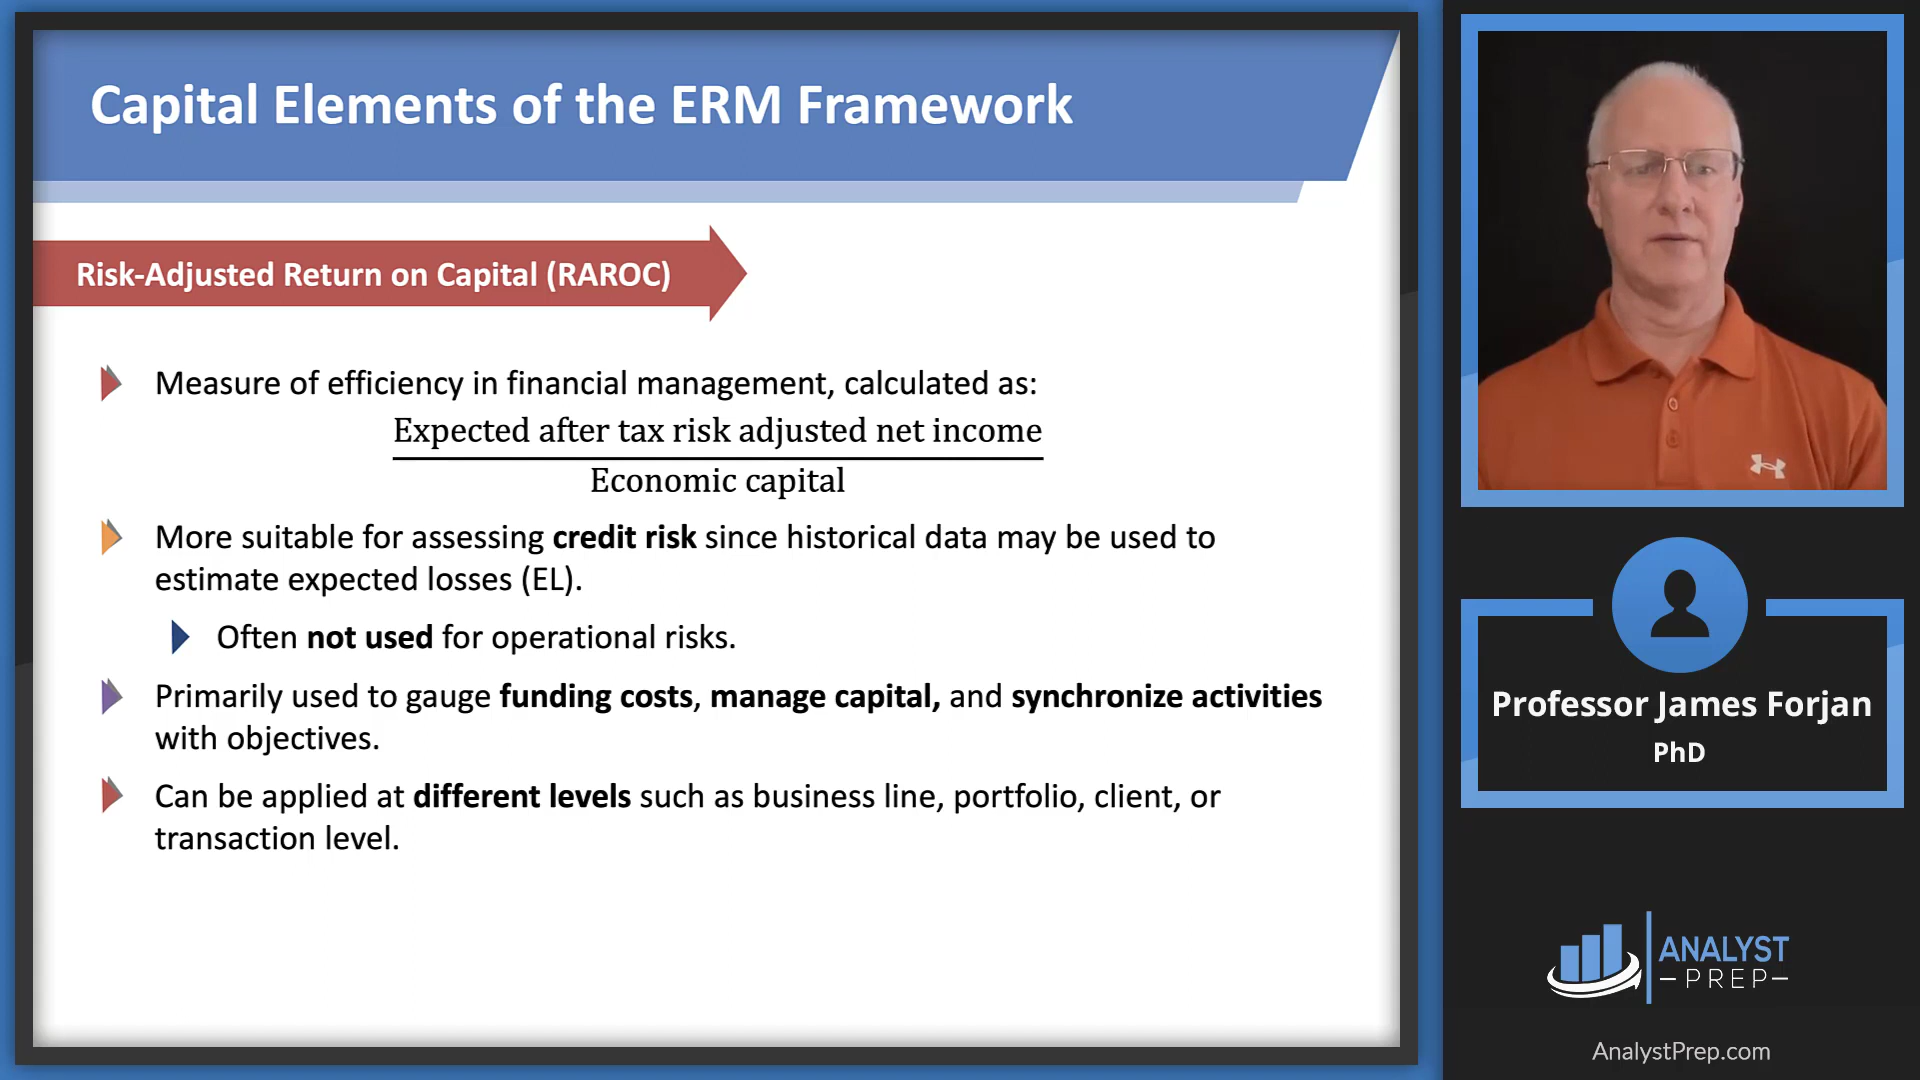 Capital Elements of the ERM Framework
Risk-Adjusted Return on Capital (RAROC)
Measure of efficiency in financial management, calculated as:
Expected after tax risk adjusted net income
Economic capital
More suitable for assessing credit risk since historical data may be used to
estimate expected losses (EL).
Often not used for operational risks.
Primarily used to gauge funding costs, manage capital, and synchronize activities
with objectives.
Can be applied at different levels such as business line, portfolio, client, or
transaction level.
Professor James Forjan
PhD
ANALYST
PREP
AnalystPrep.com